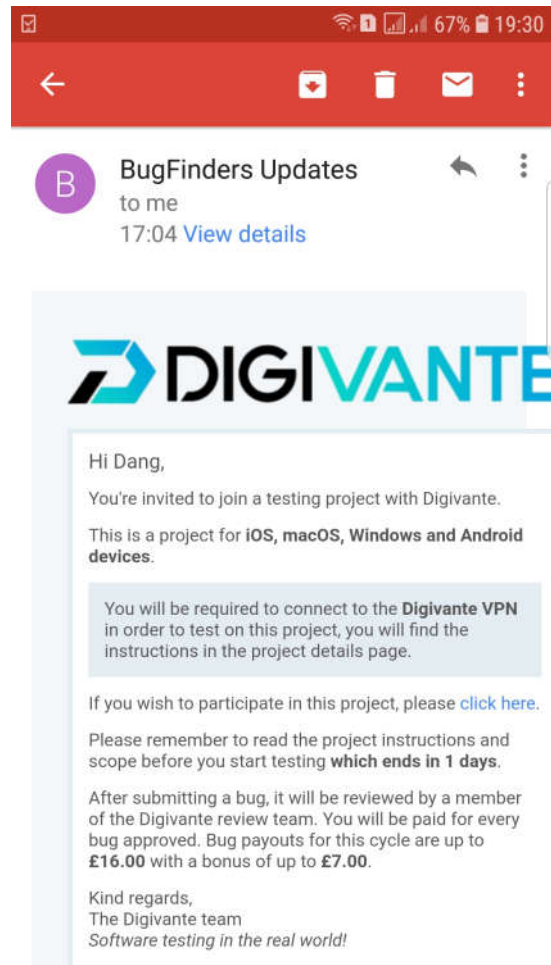 1 67% 19:30
B
BugFinders Updates
to me
17:04 View details
DIGIVANTE
Hi Dang,
You're invited to join a testing project with Digivante.
This is a project for iOS, macOS, Windows and Android
devices.
You will be required to connect to the Digivante VPN
in order to test on this project, you will find the
instructions in the project details page.
If you wish to participate in this project, please click here.
Please remember to read the project instructions and
scope before you start testing which ends in 1 days.
After submitting a bug, it will be reviewed by a member
of the Digivante review team. You will be paid for every
bug approved. Bug payouts for this cycle are up to
£16.00 with a bonus of up to £7.00.
Kind regards,
The Digivante team
Software testing in the real world!